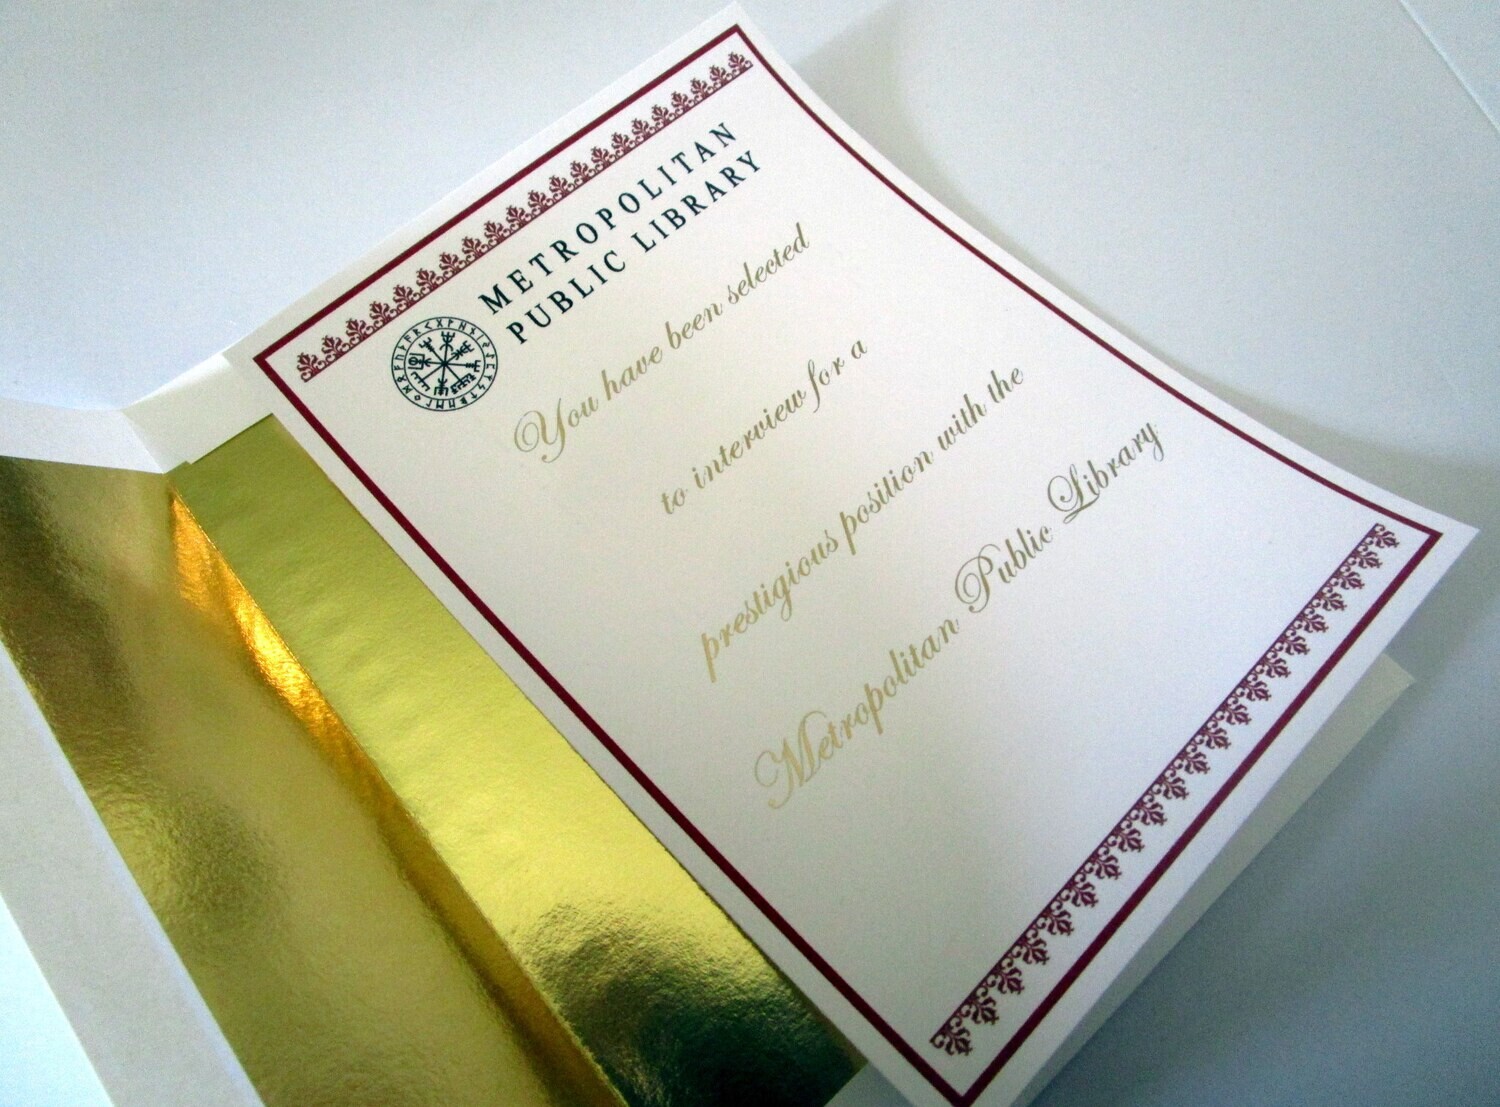 METROPOLITAN
PUBLIC LIBRARY
You have been selected
to interview for a
prestigious position with the
Metropolitan Public Library